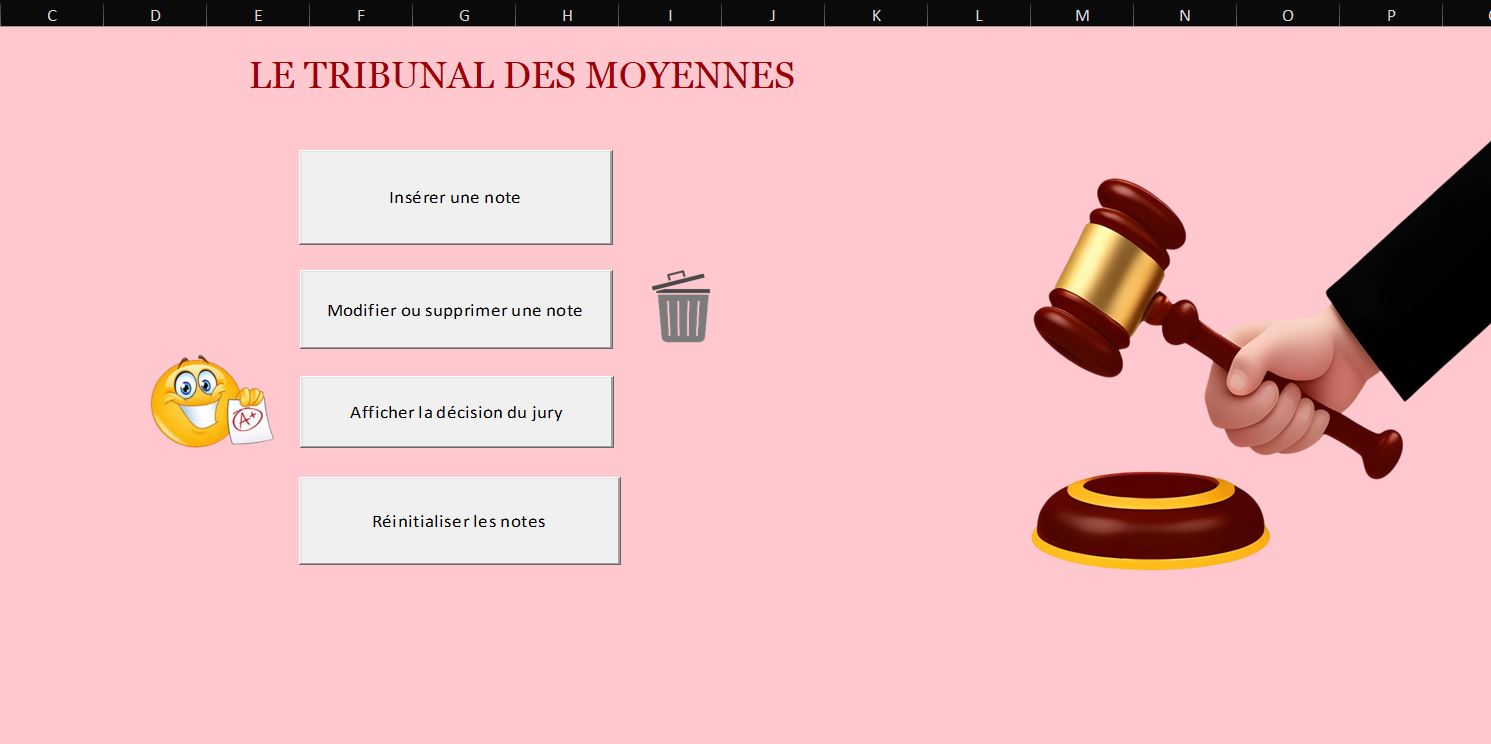 C D E F G H I J K L M N O P
LE TRIBUNAL DES MOYENNES
Insérer une note
Modifier ou supprimer une note
A+
Afficher la décision du jury
Réinitialiser les notes